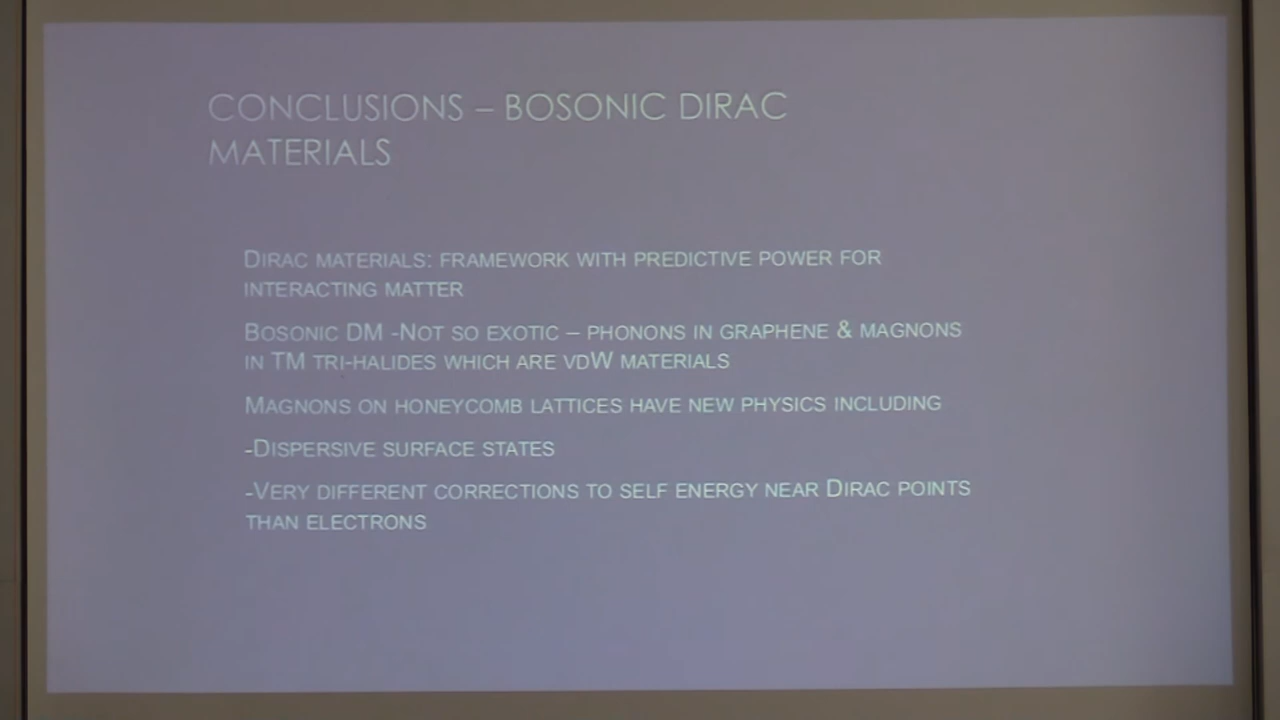 CONCLUSIONS – BOSONIC DIRAC
MATERIALS
DIRAC MATERIALS: FRAMEWORK WITH PREDICTIVE POWER FOR
INTERACTING MATTER
BOSONIC DM -NOT SO EXOTIC – PHONONS IN GRAPHENE & MAGNONS
IN TM TRI-HALIDES WHICH ARE VDW MATERIALS
MAGNONS ON HONEYCOMB LATTICES HAVE NEW PHYSICS INCLUDING
-DISPERSIVE SURFACE STATES
-VERY DIFFERENT CORRECTIONS TO SELF ENERGY NEAR DIRAC POINTS
THAN ELECTRONS